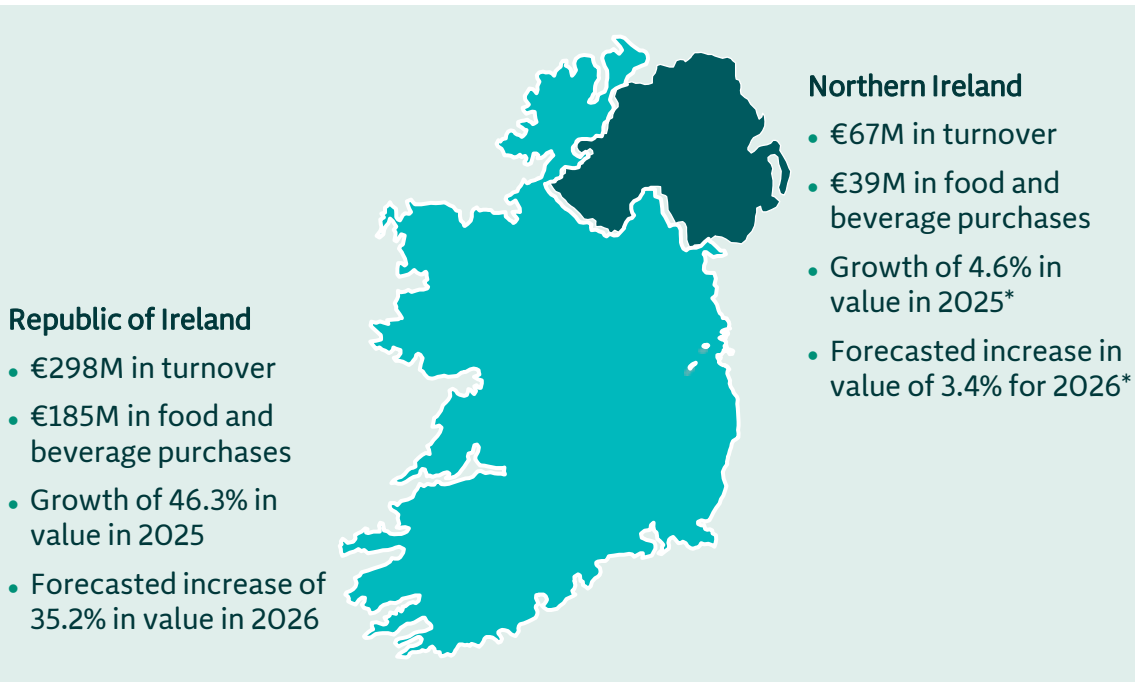 Republic of Ireland
• €298M in turnover
• €185M in food and
beverage purchases
• Growth of 46.3% in
value in 2025
• Forecasted increase of
35.2% in value in 2026
Northern Ireland
• €67M in turnover
• €39M in food and
beverage purchases
• Growth of 4.6% in
value in 2025*
• Forecasted increase in
value of 3.4% for 2026*